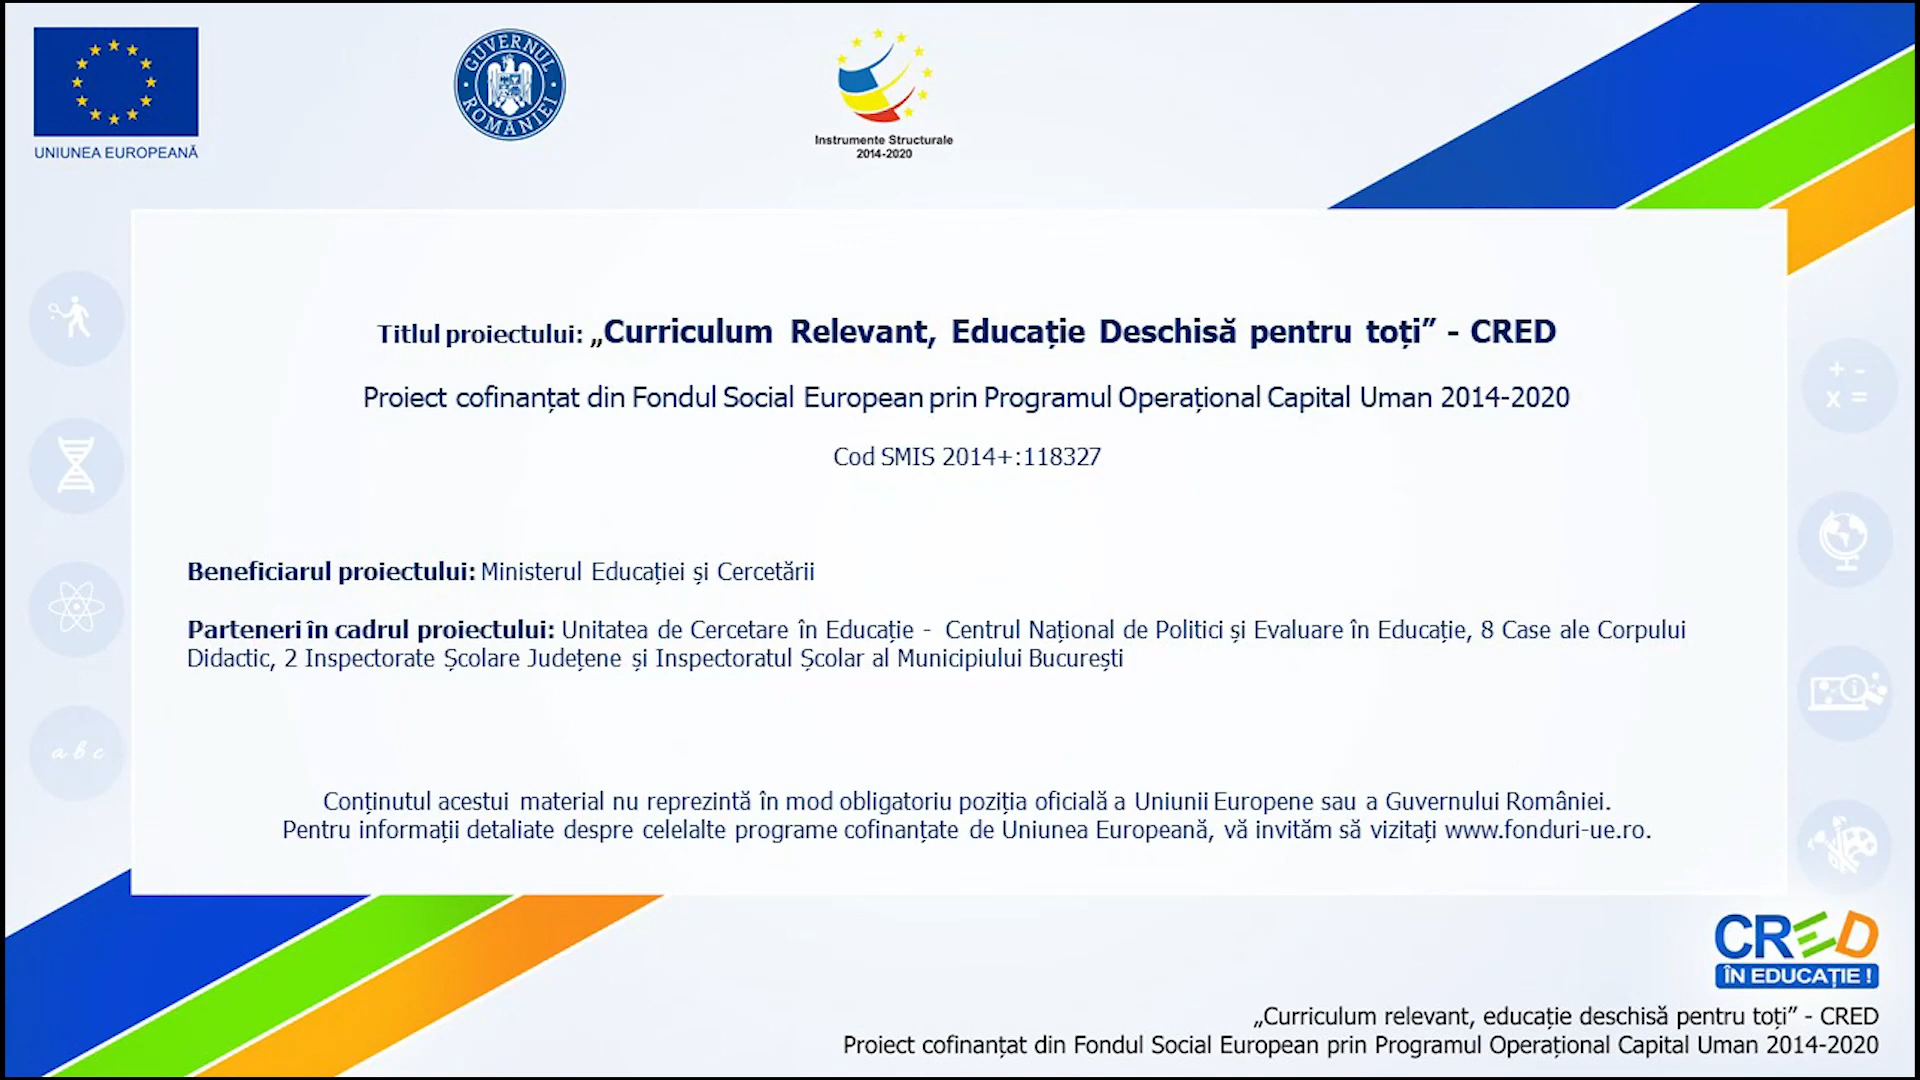 UNIUNEA EUROPEANĂ
GUVERNUL ROMÂNIEI
Instrumente Structurale
2014-2020
Titlul proiectului: „Curriculum Relevant, Educație Deschisă pentru toți” - CRED
Proiect cofinanțat din Fondul Social European prin Programul Operațional Capital Uman 2014-2020
Cod SMIS 2014+:118327
Beneficiarul proiectului: Ministerul Educației și Cercetării
Parteneri în cadrul proiectului: Unitatea de Cercetare în Educație - Centrul Național de Politici și Evaluare în Educație, 8 Case ale Corpului
Didactic, 2 Inspectorate Școlare Județene și Inspectoratul Școlar al Municipiului București
a b c
Conținutul acestui material nu reprezintă în mod obligatoriu poziția oficială a Uniunii Europene sau a Guvernului României.
Pentru informații detaliate despre celelalte programe cofinanțate de Uniunea Europeană, vă invităm să vizitați www.fonduri-ue.ro.
CRED
ÎN EDUCAȚIE !
„Curriculum relevant, educație deschisă pentru toți” - CRED
Proiect cofinanțat din Fondul Social European prin Programul Operațional Capital Uman 2014-2020